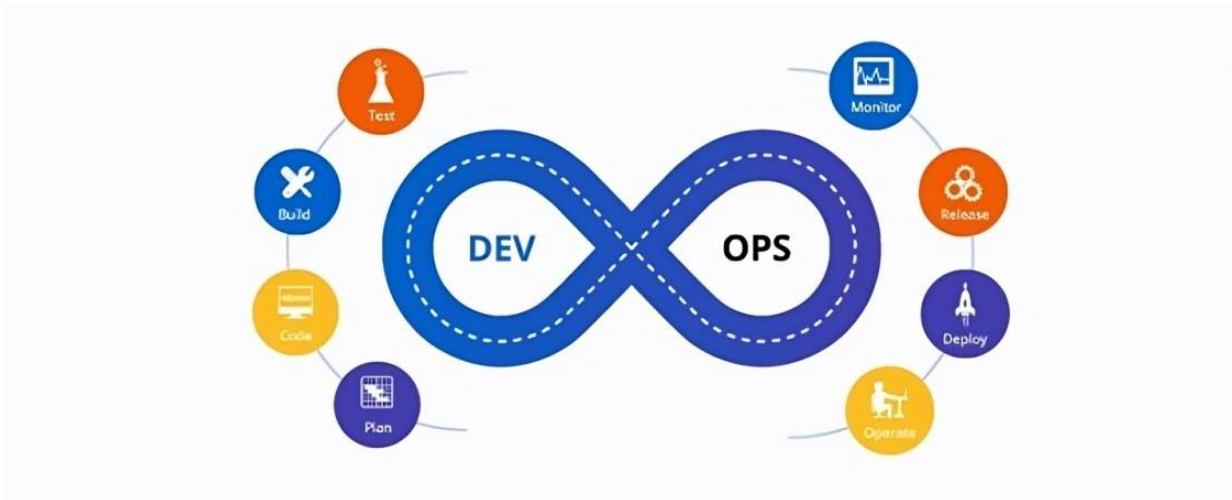 Test
Monitor
Build
Release
DEV
OPS
Code
Deploy
Plan
Operate